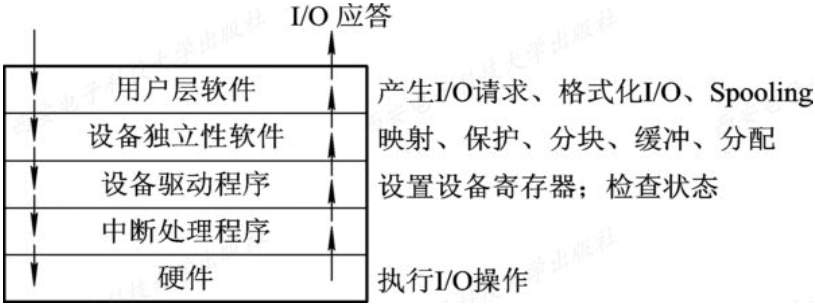 I/O 应答
用户层软件 产生I/O请求、格式化I/O、Spooling
设备独立性软件 映射、保护、分块、缓冲、分配
设备驱动程序 设置设备寄存器；检查状态
中断处理程序
硬件 执行I/O操作